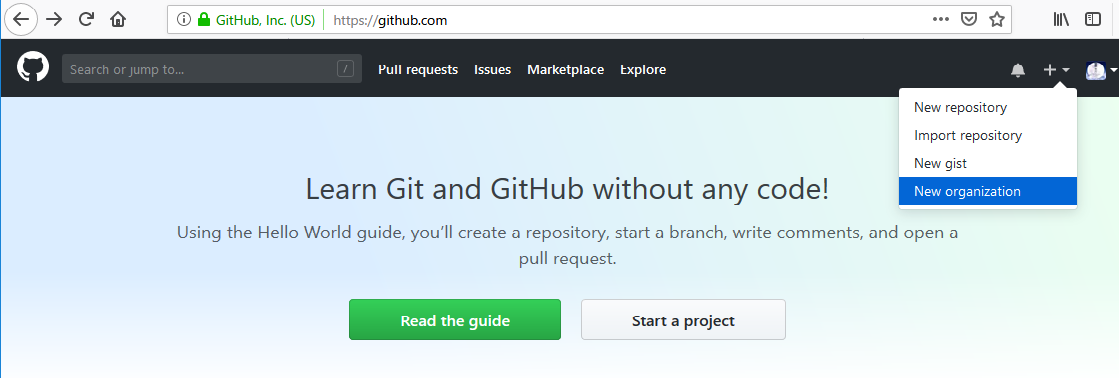 GitHub, Inc. (US) https://github.com
Search or jump to... /
Pull requests Issues Marketplace Explore
New repository
Import repository
New gist
New organization
Learn Git and GitHub without any code!
Using the Hello World guide, you’ll create a repository, start a branch, write comments, and open a
pull request.
Read the guide Start a project